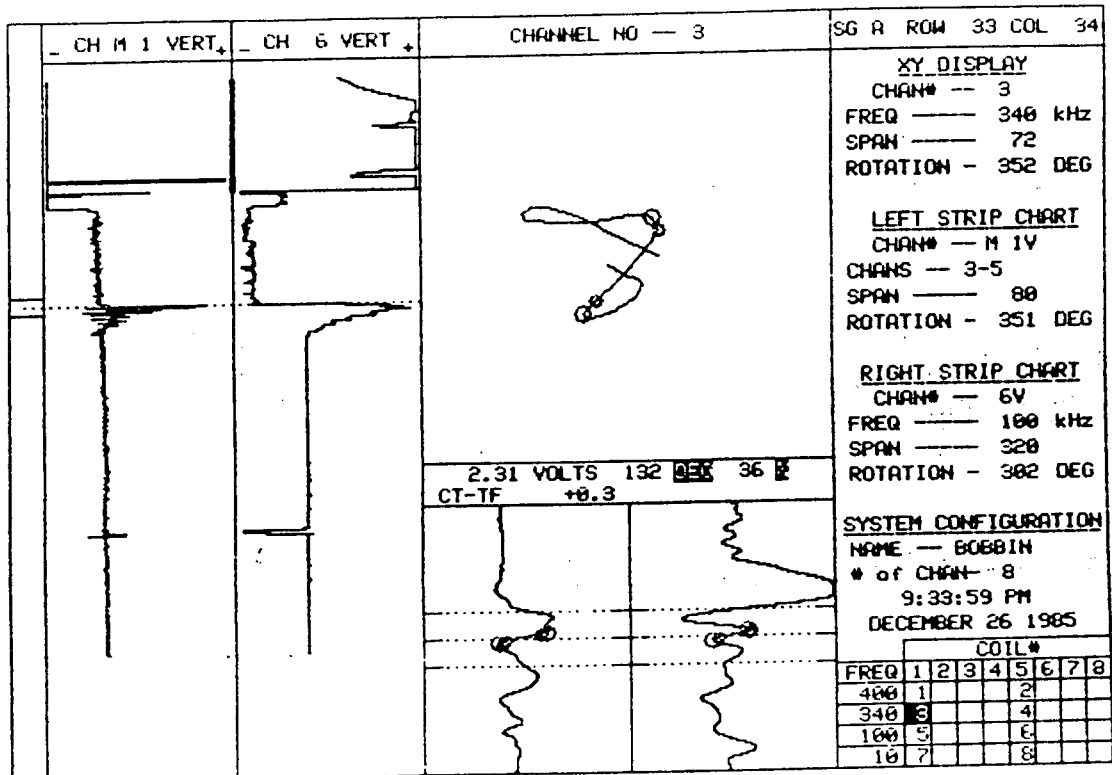 _ CH M 1 VERT +
_ CH 6 VERT +
CHANNEL NO -- 3
2.31 VOLTS 132 DEG 36 %
CT-TF +0.3
SG A ROW 33 COL 34
XY DISPLAY
CHAN# -- 3
FREQ ---- 340 kHz
SPAN ---- 72
ROTATION - 352 DEG
LEFT STRIP CHART
CHAN# -- M 1V
CHANS -- 3-5
SPAN ---- 80
ROTATION - 351 DEG
RIGHT STRIP CHART
CHAN# -- 6V
FREQ ---- 100 kHz
SPAN ---- 320
ROTATION - 302 DEG
SYSTEM CONFIGURATION
NAME -- BOBBIN
# of CHAN- 8
9:33:59 PM
DECEMBER 26 1985
COIL#
FREQ 1 2 3 4 5 6 7 8
400 1 2
340 3 4
100 5 6
10 7 8